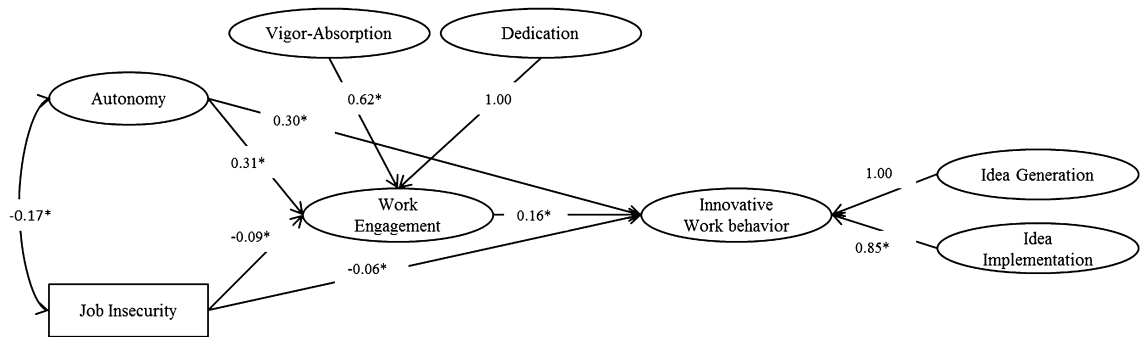 Vigor-Absorption
Dedication
Autonomy
0.62*
1.00
0.30*
0.31*
-0.17*
Work
Engagement
0.16*
Innovative
Work behavior
1.00
Idea Generation
0.85*
Idea
Implementation
-0.09*
-0.06*
Job Insecurity